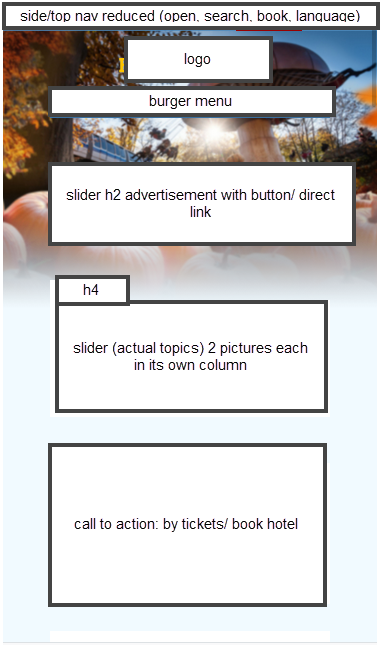 side/top nav reduced (open, search, book, language)
logo
burger menu
slider h2 advertisement with button/ direct
link
h4
slider (actual topics) 2 pictures each
in its own column
call to action: by tickets/ book hotel